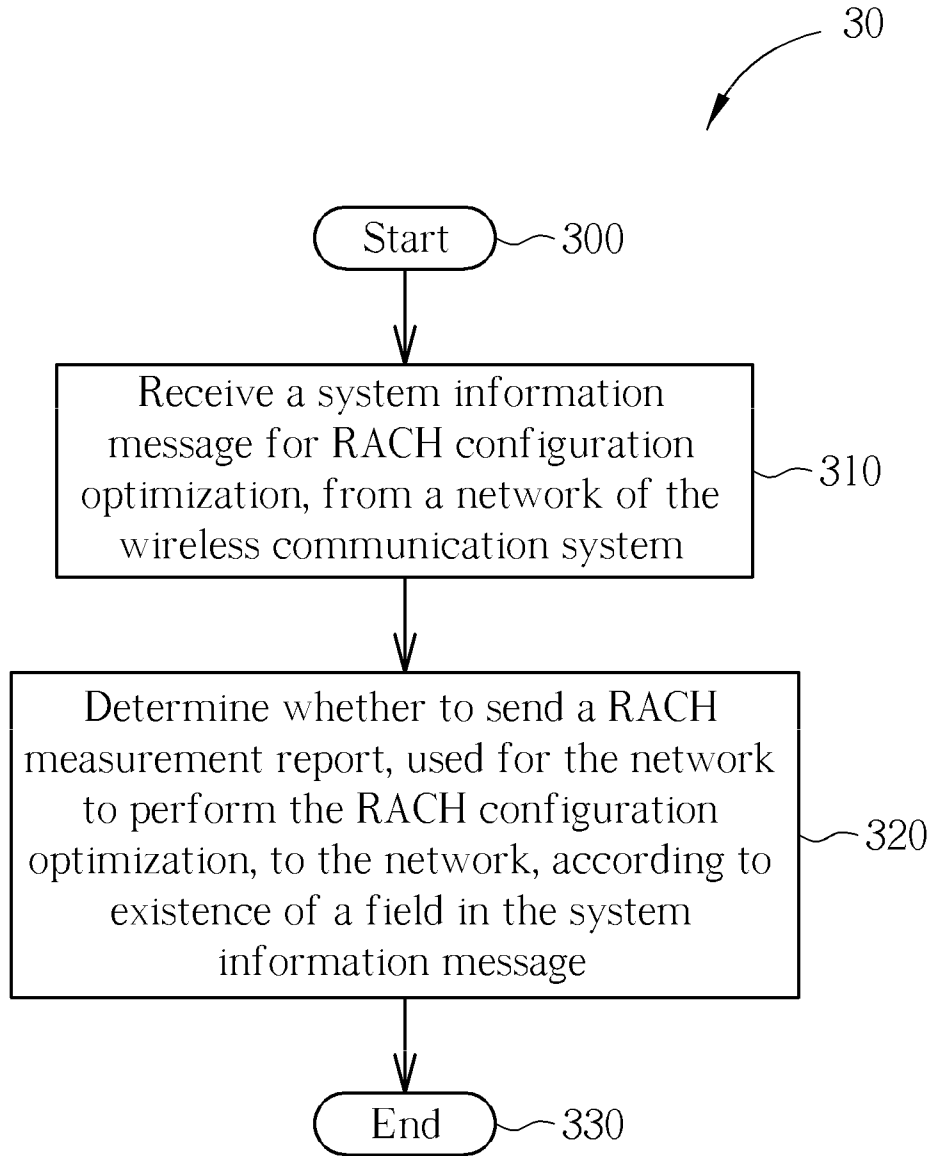 30
Start
300
Receive a system information
message for RACH configuration
optimization, from a network of the
wireless communication system
310
Determine whether to send a RACH
measurement report, used for the network
to perform the RACH configuration
optimization, to the network, according to
existence of a field in the system
information message
320
End
330